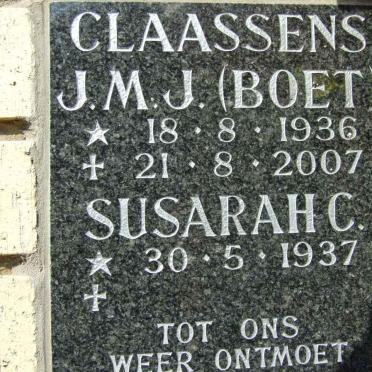 CLAASSENS
J.M.J. (BOET)
★ 18 · 8 · 1936
✝ 21 · 8 · 2007
SUSARAH C.
★ 30 · 5 · 1937
✝
TOT ONS
WEER ONTMOET